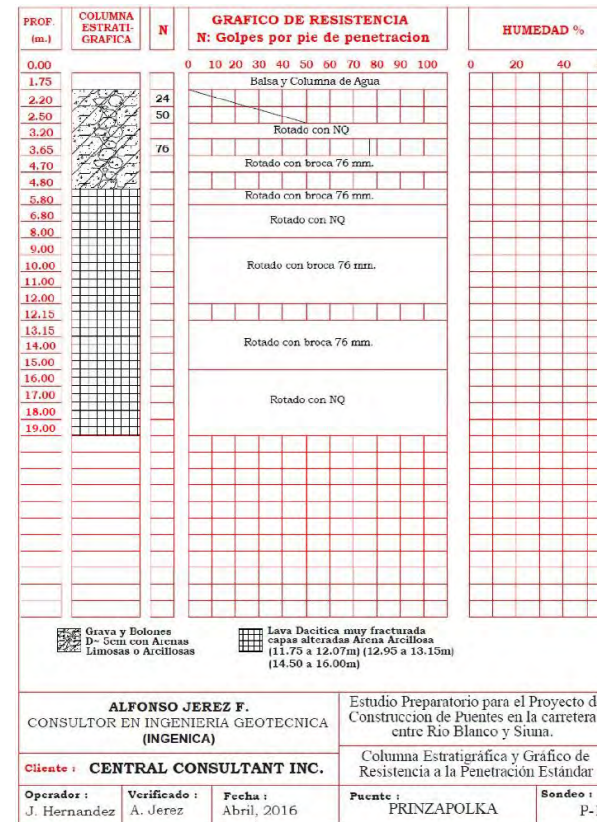 PROF. (m.)
COLUMNA ESTRATI- GRAFICA
N
GRAFICO DE RESISTENCIA
N: Golpes por pie de penetracion
HUMEDAD %
0.00
0 10 20 30 40 50 60 70 80 90 100
0 20 40
1.75
Balsa y Columna de Agua
2.20 24
2.50 50
3.20
Rotado con NQ
3.65 76
4.70
Rotado con broca 76 mm.
4.80
5.80
Rotado con broca 76 mm.
6.80
Rotado con NQ
8.00
9.00
10.00
Rotado con broca 76 mm.
11.00
12.00
12.15
13.15
14.00
Rotado con broca 76 mm.
15.00
16.00
17.00
Rotado con NQ
18.00
19.00
Grava y Bolones
D~ 5cm con Arenas
Limosas o Arcillosas
Lava Dacitica muy fracturada
capas alteradas Arena Arcillosa
(11.75 a 12.07m) (12.95 a 13.15m)
(14.50 a 16.00m)
ALFONSO JEREZ F.
CONSULTOR EN INGENIERIA GEOTECNICA
(INGENICA)
Estudio Preparatorio para el Proyecto d
Construccion de Puentes en la carretera
entre Rio Blanco y Siuna.
Cliente : CENTRAL CONSULTANT INC.
Columna Estratigráfica y Gráfico de
Resistencia a la Penetración Estándar
Operador :
J. Hernandez
Verificado :
A. Jerez
Fecha :
Abril, 2016
Puente :
PRINZAPOLKA
Sondeo :